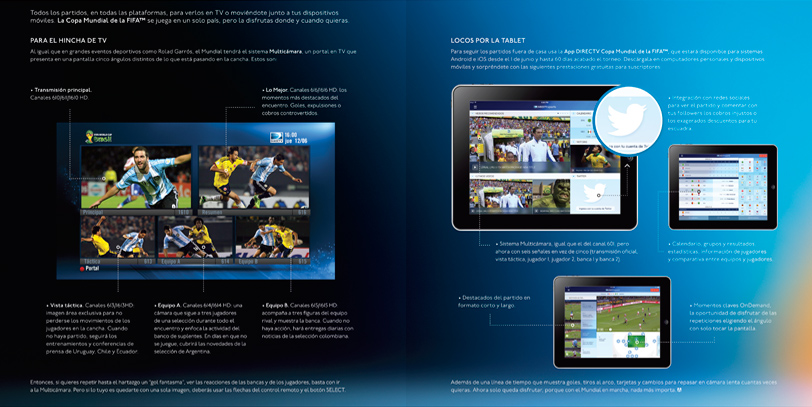 Todos los partidos, en todas las plataformas, para verlos en TV o moviéndote junto a tus dispositivos
móviles. La Copa Mundial de la FIFA™ se juega en un solo país, pero la disfrutas donde y cuando quieras.
PARA EL HINCHA DE TV
Al igual que en grandes eventos deportivos como Rolad Garrós, el Mundial tendrá el sistema Multicámara, un portal en TV que
presenta en una pantalla cinco ángulos distintos de lo que está pasando en la cancha. Estos son:
• Transmisión principal.
Canales 610/611/1610 HD.
• Lo Mejor. Canales 616/1616 HD: los
momentos más destacados del
encuentro. Goles, expulsiones o
cobros controvertidos.
16:00
jue 12/06
Principal 1610
Resumen 616
Táctica 613
Equipo A 614
Equipo B 615
Portal
• Vista táctica. Canales 613/1613HD:
imagen área exclusiva para no
perderse los movimientos de los
jugadores en la cancha. Cuando
no haya partido, seguirá los
entrenamientos y conferencias de
prensa de Uruguay, Chile y Ecuador.
• Equipo A. Canales 614/1614 HD: una
cámara que sigue a tres jugadores
de una selección durante todo el
encuentro y enfoca la actividad del
banco de suplentes. En días en que no
se juegue, cubrirá las novedades de la
selección de Argentina.
• Equipo B. Canales 615/1615 HD
acompaña a tres figuras del equipo
rival y muestra la banca. Cuando no
haya acción, hará entregas diarias con
noticias de la selección colombiana.
Entonces, si quieres repetir hasta el hartazgo un "gol fantasma", ver las reacciones de las bancas y de los jugadores, basta con ir
a la Multicámara. Pero si lo tuyo es quedarte con una sola imagen, deberás usar las flechas del control remoto y el botón SELECT.
LOCOS POR LA TABLET
Para seguir los partidos fuera de casa usa la App DIRECTV Copa Mundial de la FIFA™, que estará disponible para sistemas
Android e iOS desde el 1 de junio y hasta 60 días acabado el torneo. Descárgala en computadores personales y dispositivos
móviles y sorpréndete con las siguientes prestaciones gratuitas para suscriptores:
• Integración con redes sociales
para ver el partido y comentar con
tus followers los cobros injustos o
los exagerados descuentos para tu
escuadra.
• Sistema Multicámara, igual que el del canal 601, pero
ahora con seis señales en vez de cinco (transmisión oficial,
vista táctica, jugador 1, jugador 2, banca 1 y banca 2).
• Calendario, grupos y resultados,
estadísticas, información de jugadores
y comparativa entre equipos y jugadores.
• Destacados del partido en
formato corto y largo.
• Momentos claves OnDemand,
la oportunidad de disfrutar de las
repeticiones eligiendo el ángulo
con solo tocar la pantalla.
Además de una línea de tiempo que muestra goles, tiros al arco, tarjetas y cambios para repasar en cámara lenta cuantas veces
quieras. Ahora solo queda disfrutar, porque con el Mundial en marcha, nada más importa.